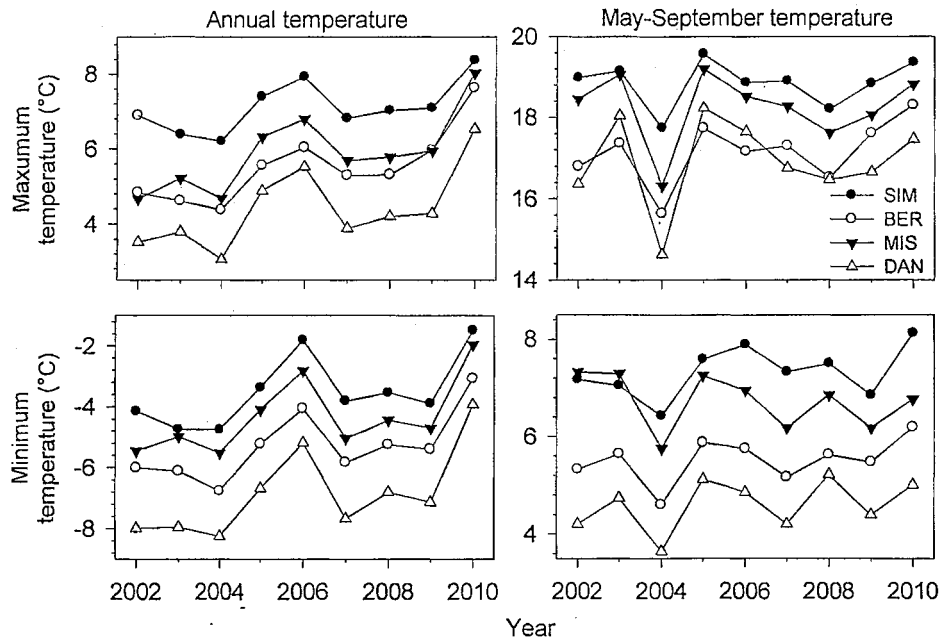 Annual temperature
May-September temperature
Maxumum
temperature (°C)
8
6
4
20
18
16
14
SIM
BER
MIS
DAN
Minimum
temperature (°C)
-2
-4
-6
-8
8
6
4
2002 2004 2006 2008 2010
2002 2004 2006 2008 2010
Year